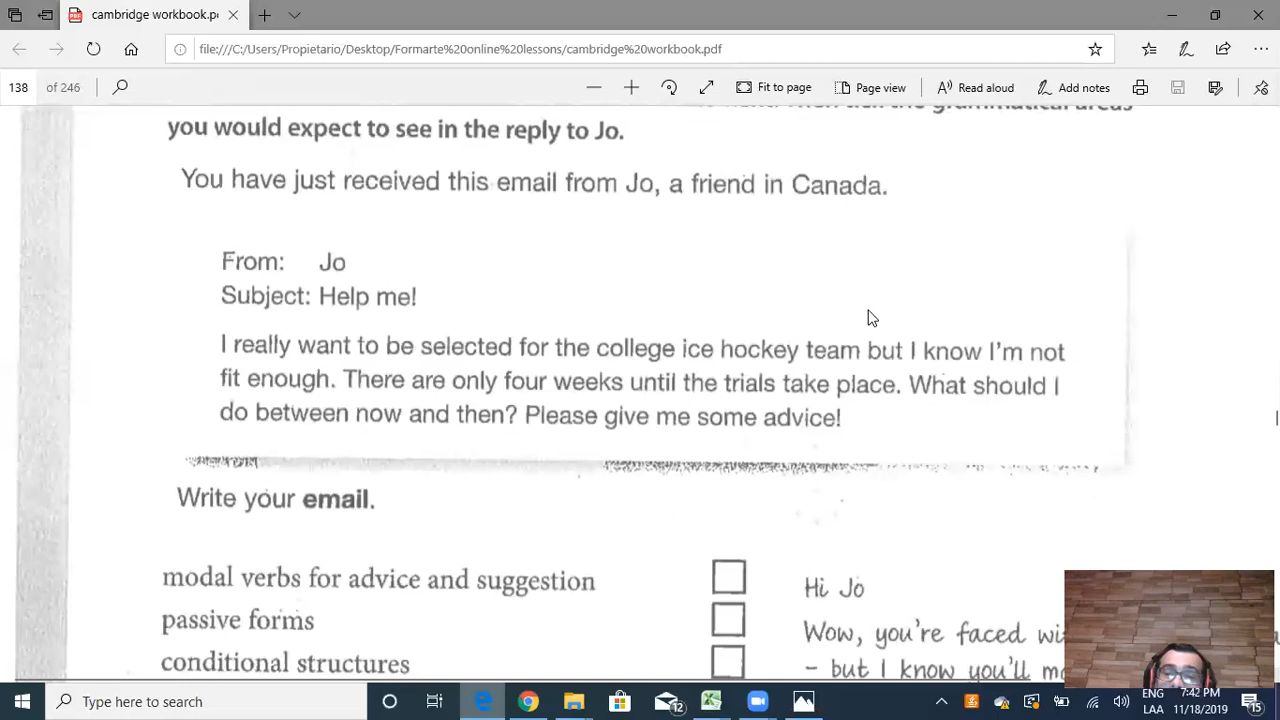 cambridge workbook.p
file:///C:/Users/Propietario/Desktop/Formarte%20online%20lessons/cambridge%20workbook.pdf
138 of 246
Fit to page
Page view
Read aloud
Add notes
the grammatical areas
you would expect to see in the reply to Jo.
You have just received this email from Jo, a friend in Canada.
From: Jo
Subject: Help me!
I really want to be selected for the college ice hockey team but I know I'm not
fit enough. There are only four weeks until the trials take place. What should I
do between now and then? Please give me some advice!
Write your email.
modal verbs for advice and suggestion
passive forms
conditional structures
Hi Jo
Wow, you're faced wi
- but I know you'll m
Type here to search
12
ENG
LAA
7:42 PM
11/18/2019
15